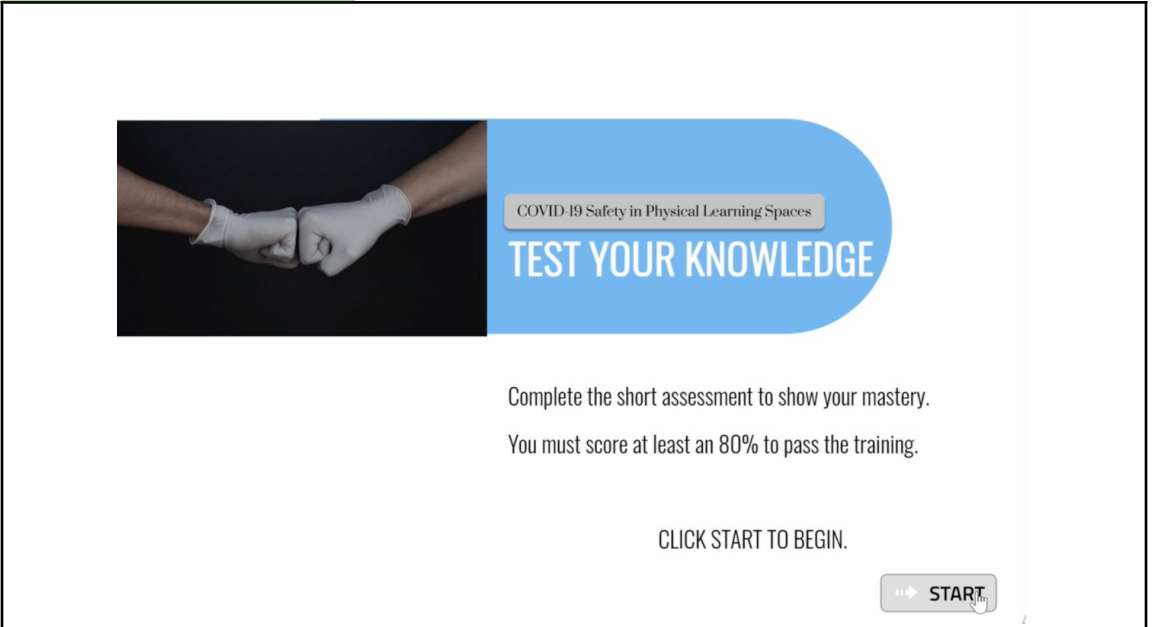 COVID-19 Safety in Physical Learning Spaces
TEST YOUR KNOWLEDGE
Complete the short assessment to show your mastery.
You must score at least an 80% to pass the training.
CLICK START TO BEGIN.
START